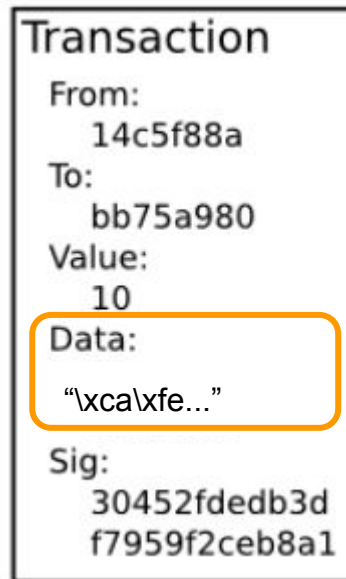 Transaction
From:
14c5f88a
To:
bb75a980
Value:
10
Data:
“\xca\xfe...”
Sig:
30452fdedb3d
f7959f2ceb8a1